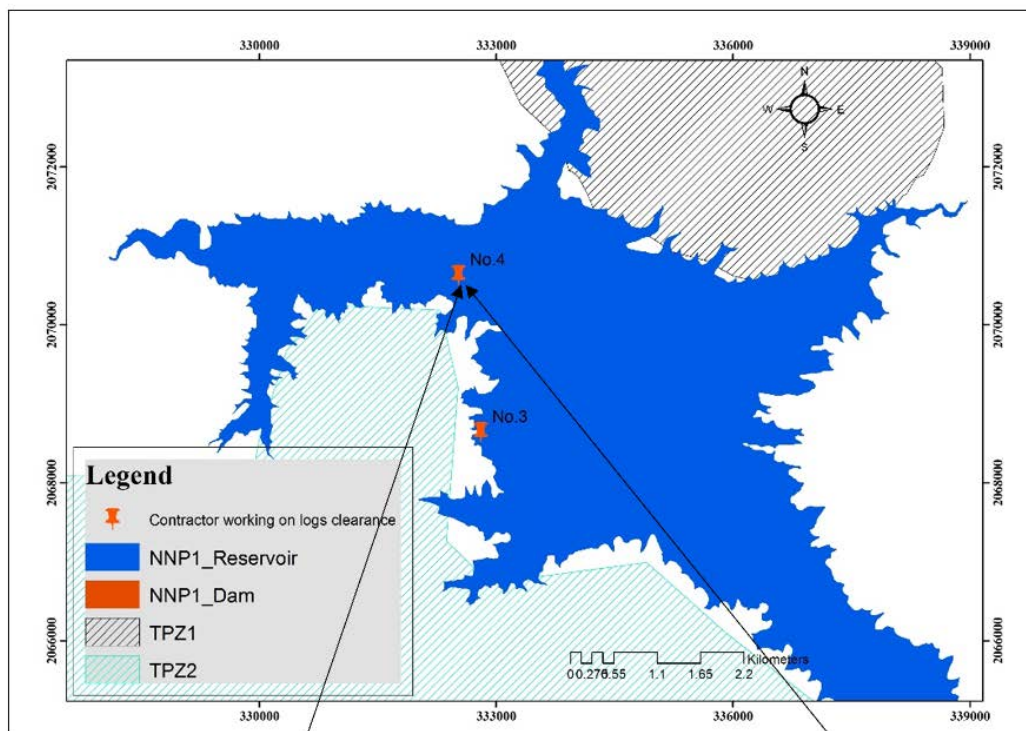 330000 333000 336000 339000
N
W E
S
2072000 2072000
No.4
2070000 2070000
No.3
2068000 2068000
Legend
Contractor working on logs clearance
NNP1_Reservoir
NNP1_Dam
TPZ1
TPZ2
2066000 2066000
Kilometers
1.1 1.65 2.2
330000 333000 336000 339000